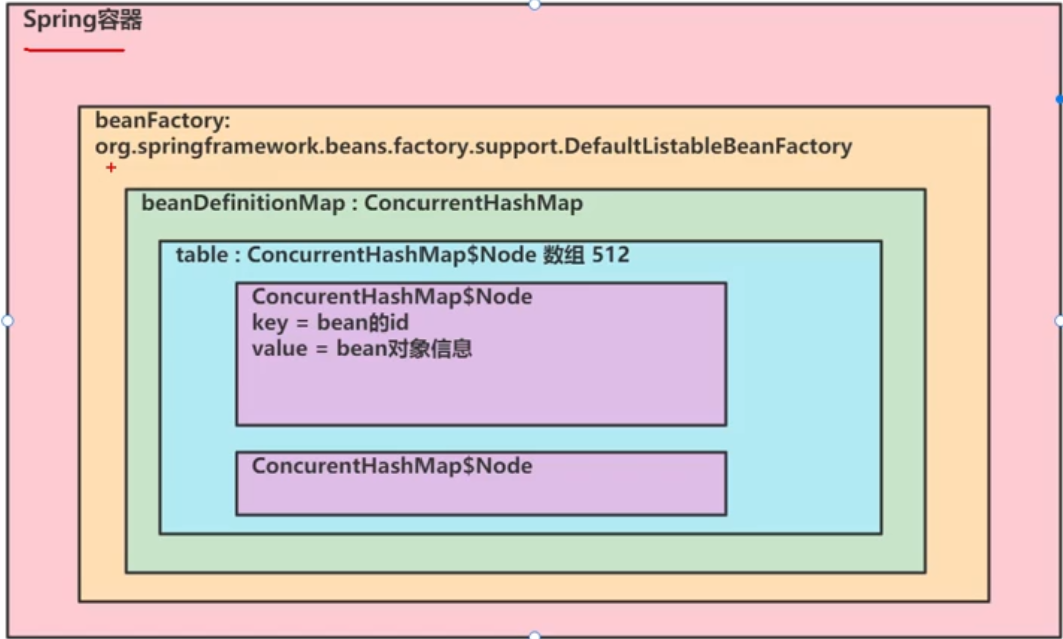 Spring容器
beanFactory:
org.springframework.beans.factory.support.DefaultListableBeanFactory
beanDefinitionMap : ConcurrentHashMap
table : ConcurrentHashMap$Node 数组 512
ConcurentHashMap$Node
key = bean的id
value = bean对象信息
ConcurentHashMap$Node